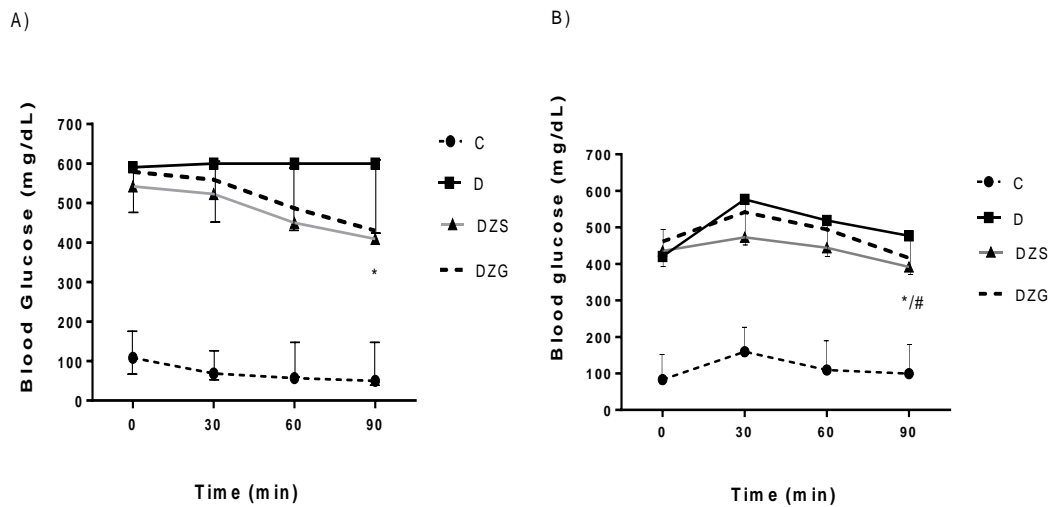 A)
Blood Glucose (mg/dL)
700
600
500
400
300
200
100
0
0 30 60 90
Time (min)
C
D
DZS
DZG
*
B)
Blood glucose (mg/dL)
700
600
500
400
300
200
100
0
0 30 60 90
Time (min)
C
D
DZS
DZG
*/#